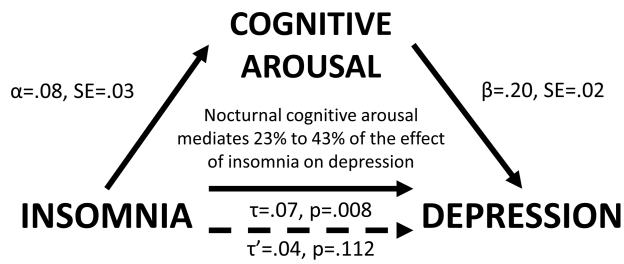 COGNITIVE
AROUSAL
α=.08, SE=.03
β=.20, SE=.02
Nocturnal cognitive arousal
mediates 23% to 43% of the effect
of insomnia on depression
INSOMNIA
DEPRESSION
τ=.07, p=.008
τ’=.04, p=.112